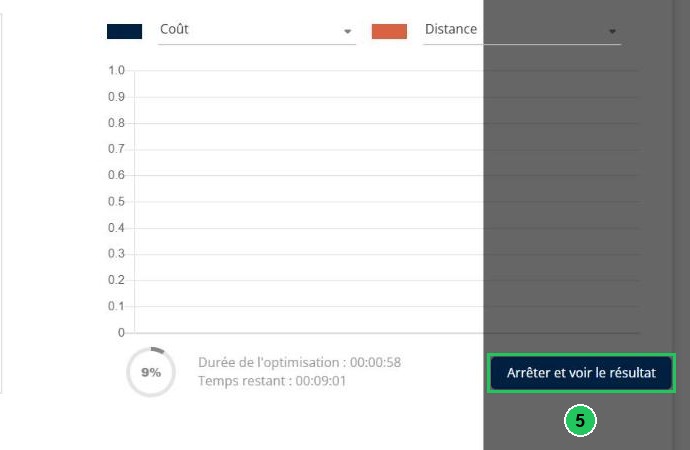 Coût
Distance
1.0
0.9
0.8
0.7
0.6
0.5
0.4
0.3
0.2
0.1
0
9%
Durée de l'optimisation : 00:00:58
Temps restant : 00:09:01
Arrêter et voir le résultat
5